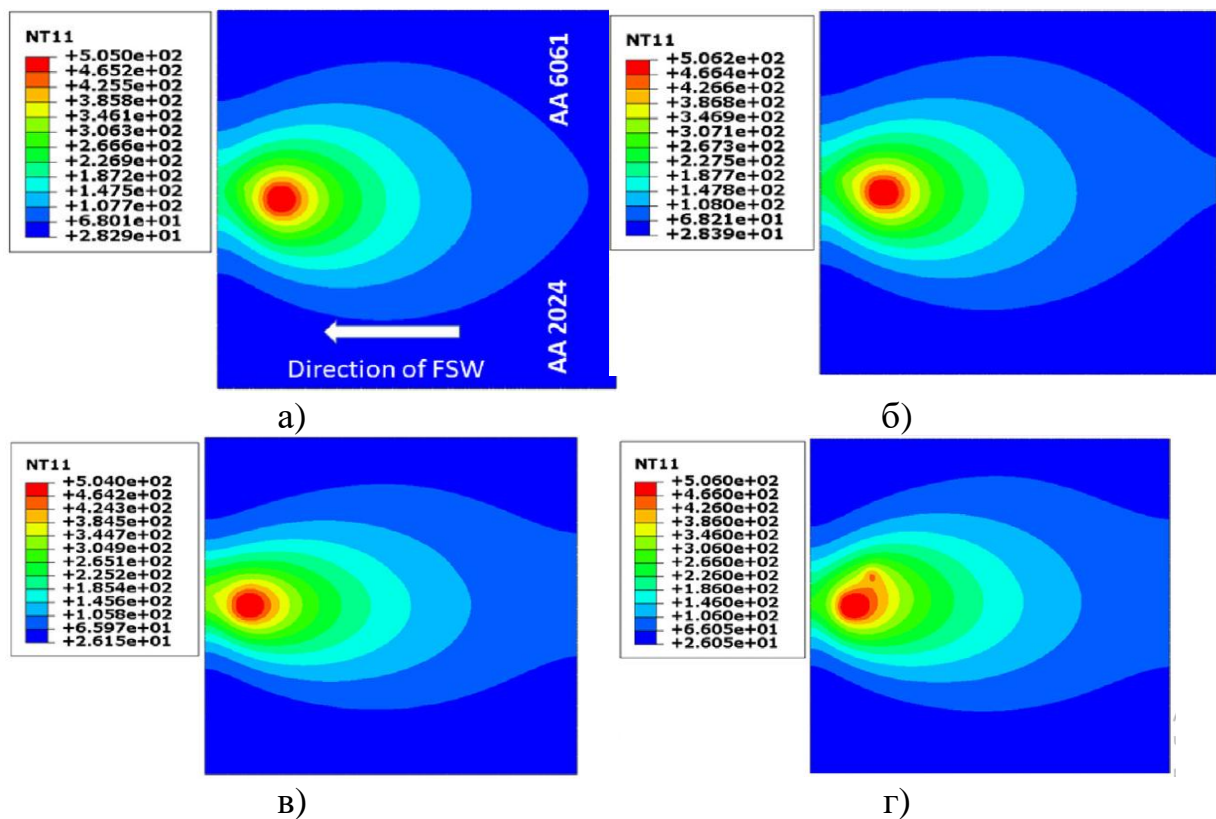 NT11
+5.050e+02
+4.652e+02
+4.255e+02
+3.858e+02
+3.461e+02
+3.063e+02
+2.666e+02
+2.269e+02
+1.872e+02
+1.475e+02
+1.077e+02
+6.801e+01
+2.829e+01
AA 6061
AA 2024
Direction of FSW
а)
NT11
+5.062e+02
+4.664e+02
+4.266e+02
+3.868e+02
+3.469e+02
+3.071e+02
+2.673e+02
+2.275e+02
+1.877e+02
+1.478e+02
+1.080e+02
+6.821e+01
+2.839e+01
б)
NT11
+5.040e+02
+4.642e+02
+4.243e+02
+3.845e+02
+3.447e+02
+3.049e+02
+2.651e+02
+2.252e+02
+1.854e+02
+1.456e+02
+1.058e+02
+6.597e+01
+2.615e+01
в)
NT11
+5.060e+02
+4.660e+02
+4.260e+02
+3.860e+02
+3.460e+02
+3.060e+02
+2.660e+02
+2.260e+02
+1.860e+02
+1.460e+02
+1.060e+02
+6.605e+01
+2.605e+01
г)